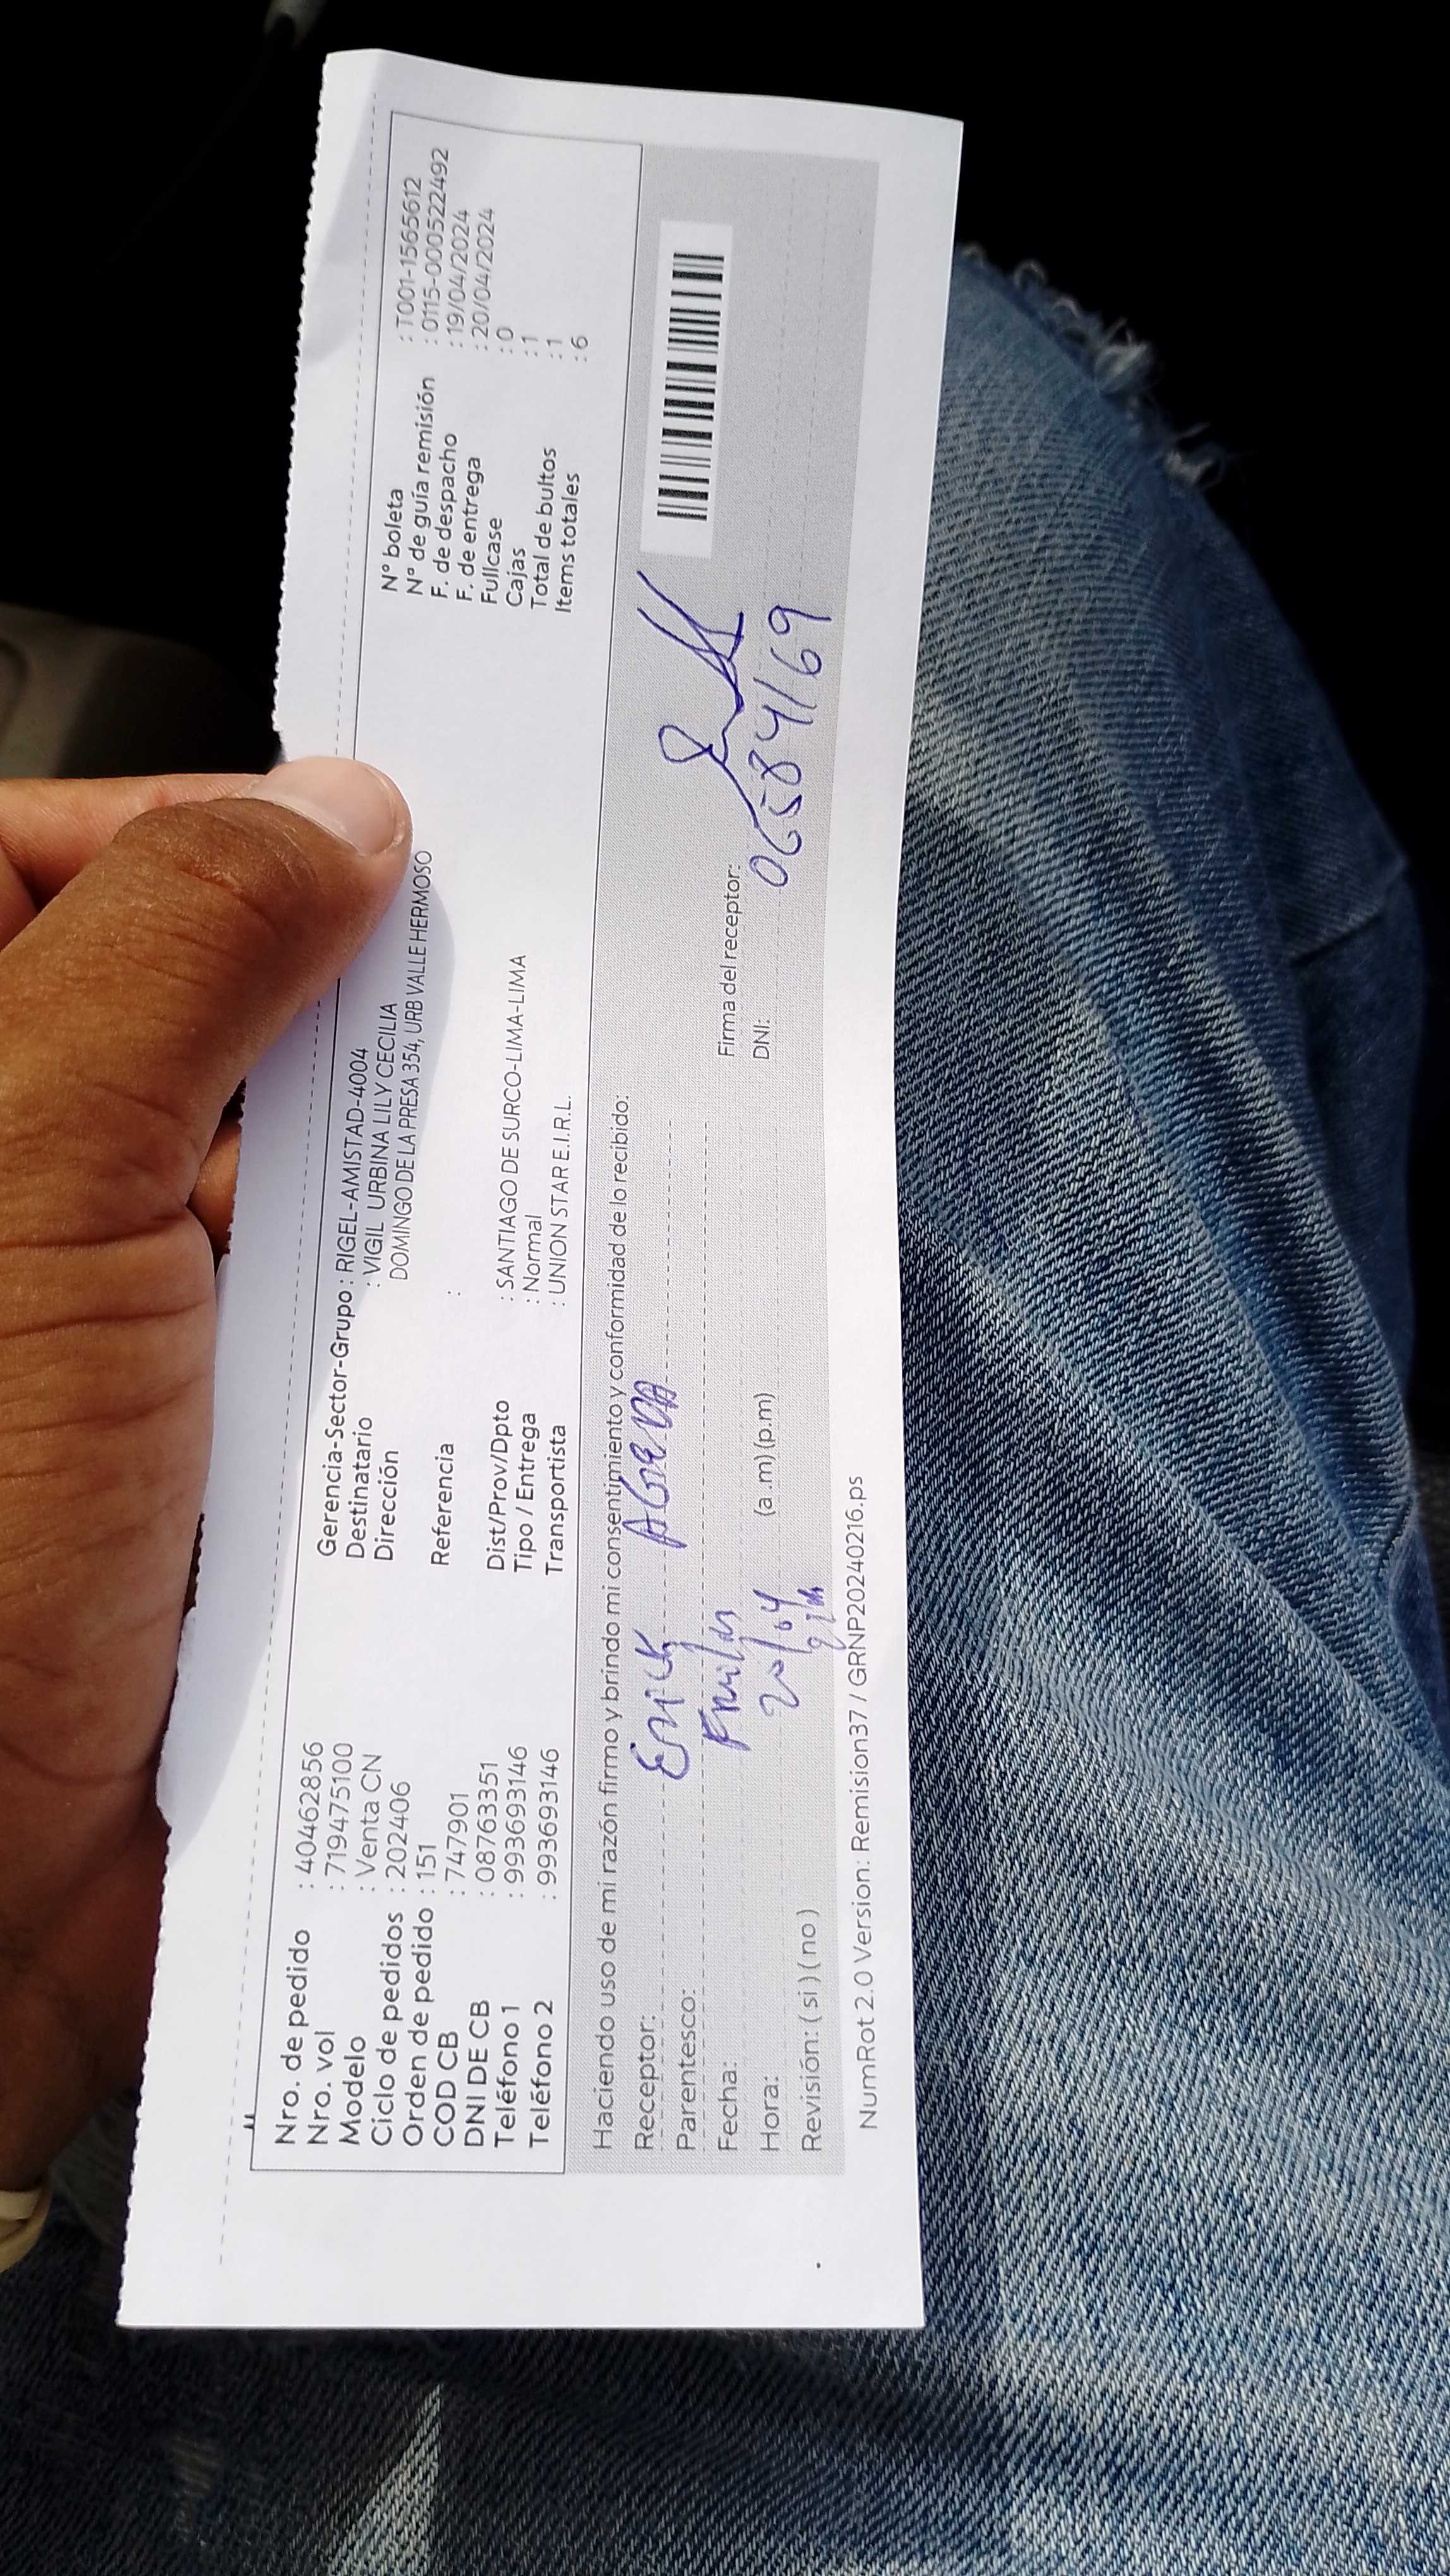 Nro. de pedido : 40462856
Nro. vol : 719475100
Modelo : Venta CN
Ciclo de pedidos : 202406
Orden de pedido : 151
COD CB : 747901
DNI DE CB : 08763351
Teléfono 1 : 993693146
Teléfono 2 : 993693146
Gerencia-Sector-Grupo : RIGEL-AMISTAD-4004
Destinatario : VIGIL URBINA LILY CECILIA
Dirección DOMINGO DE LA PRESA 354, URB VALLE HERMOSO
Referencia :
Dist/Prov/Dpto : SANTIAGO DE SURCO-LIMA-LIMA
Tipo / Entrega : Normal
Transportista : UNION STAR E.I.R.L.
N° boleta : T001-1565612
N° de guía remisión : 0115-000522492
F. de despacho : 19/04/2024
F. de entrega : 20/04/2024
Fullcase : 0
Cajas : 1
Total de bultos : 1
Items totales : 6
Haciendo uso de mi razón firmo y brindo mi consentimiento y conformidad de lo recibido:
Receptor: Erick
Parentesco:
Fecha: 20/04
Hora: (a .m) (p.m)
Revisión: ( si ) ( no )
Firma del receptor:
DNI: 06584169
NumRot 2.0 Version: Remision37 / GRNP20240216.ps